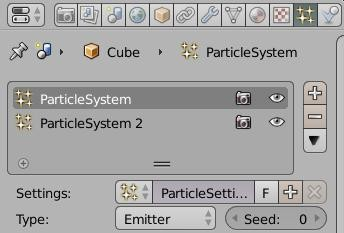 Cube ParticleSystem
ParticleSystem
ParticleSystem 2
Settings: ParticleSetti... F
Type: Emitter Seed: 0